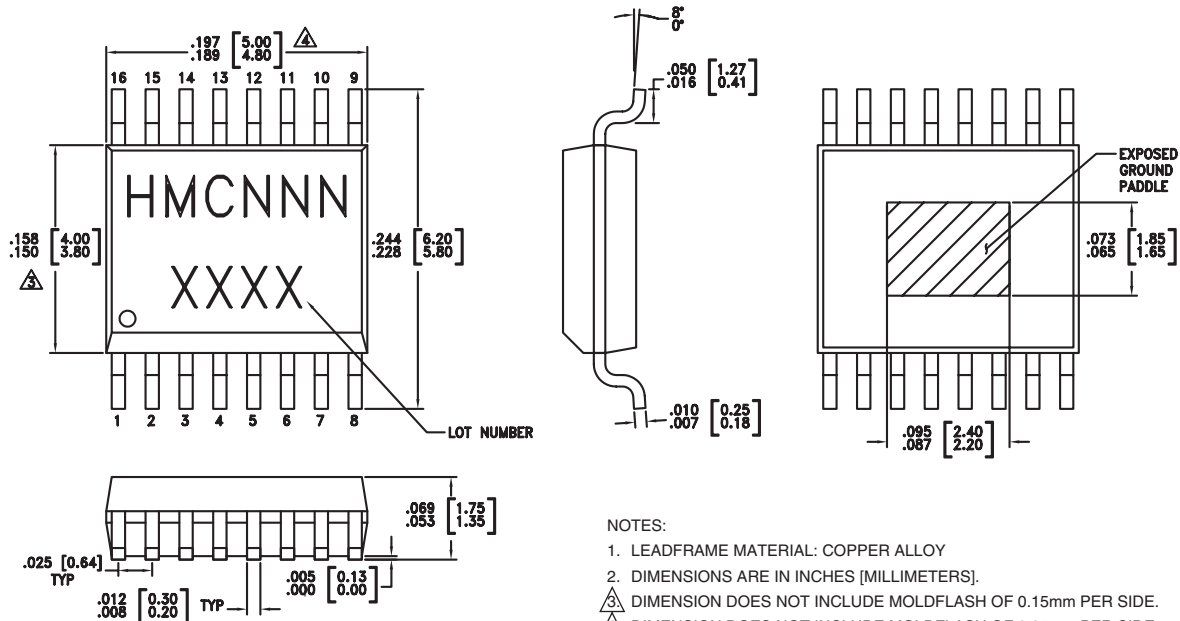 .197 [5.00] 4
.189 [4.80]
16 15 14 13 12 11 10 9
HMCNNN
XXXX
.158 [4.00]
.150 [3.80]
3
.244 [6.20]
.228 [5.80]
1 2 3 4 5 6 7 8
LOT NUMBER
8°
0°
.050 [1.27]
.016 [0.41]
.010 [0.25]
.007 [0.18]
EXPOSED
GROUND
PADDLE
.073 [1.85]
.065 [1.65]
.095 [2.40]
.087 [2.20]
.069 [1.75]
.053 [1.35]
.025 [0.64]
TYP
.012 [0.30]
.008 [0.20] TYP
.005 [0.13]
.000 [0.00]
NOTES:
1. LEADFRAME MATERIAL: COPPER ALLOY
2. DIMENSIONS ARE IN INCHES [MILLIMETERS].
3. DIMENSION DOES NOT INCLUDE MOLDFLASH OF 0.15mm PER SIDE.